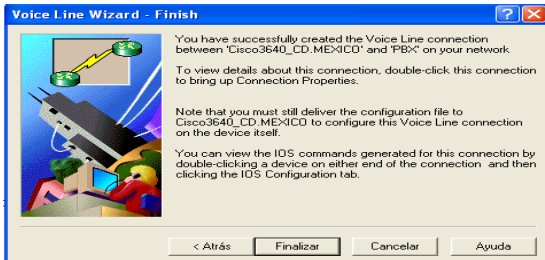 Voice Line Wizard - Finish
You have successfully created the Voice Line connection
between 'Cisco3640_CD.MEXICO' and 'PBX' on your network
To view details about this connection, double-click this connection
to bring up Connection Properties.
Note that you must still deliver the configuration file to
Cisco3640_CD.MEXICO to configure this Voice Line connection
on the device itself.
You can view the IOS commands generated for this connection by
double-clicking a device on either end of the connection and then
clicking the IOS Configuration tab.
< Atrás
Finalizar
Cancelar
Ayuda